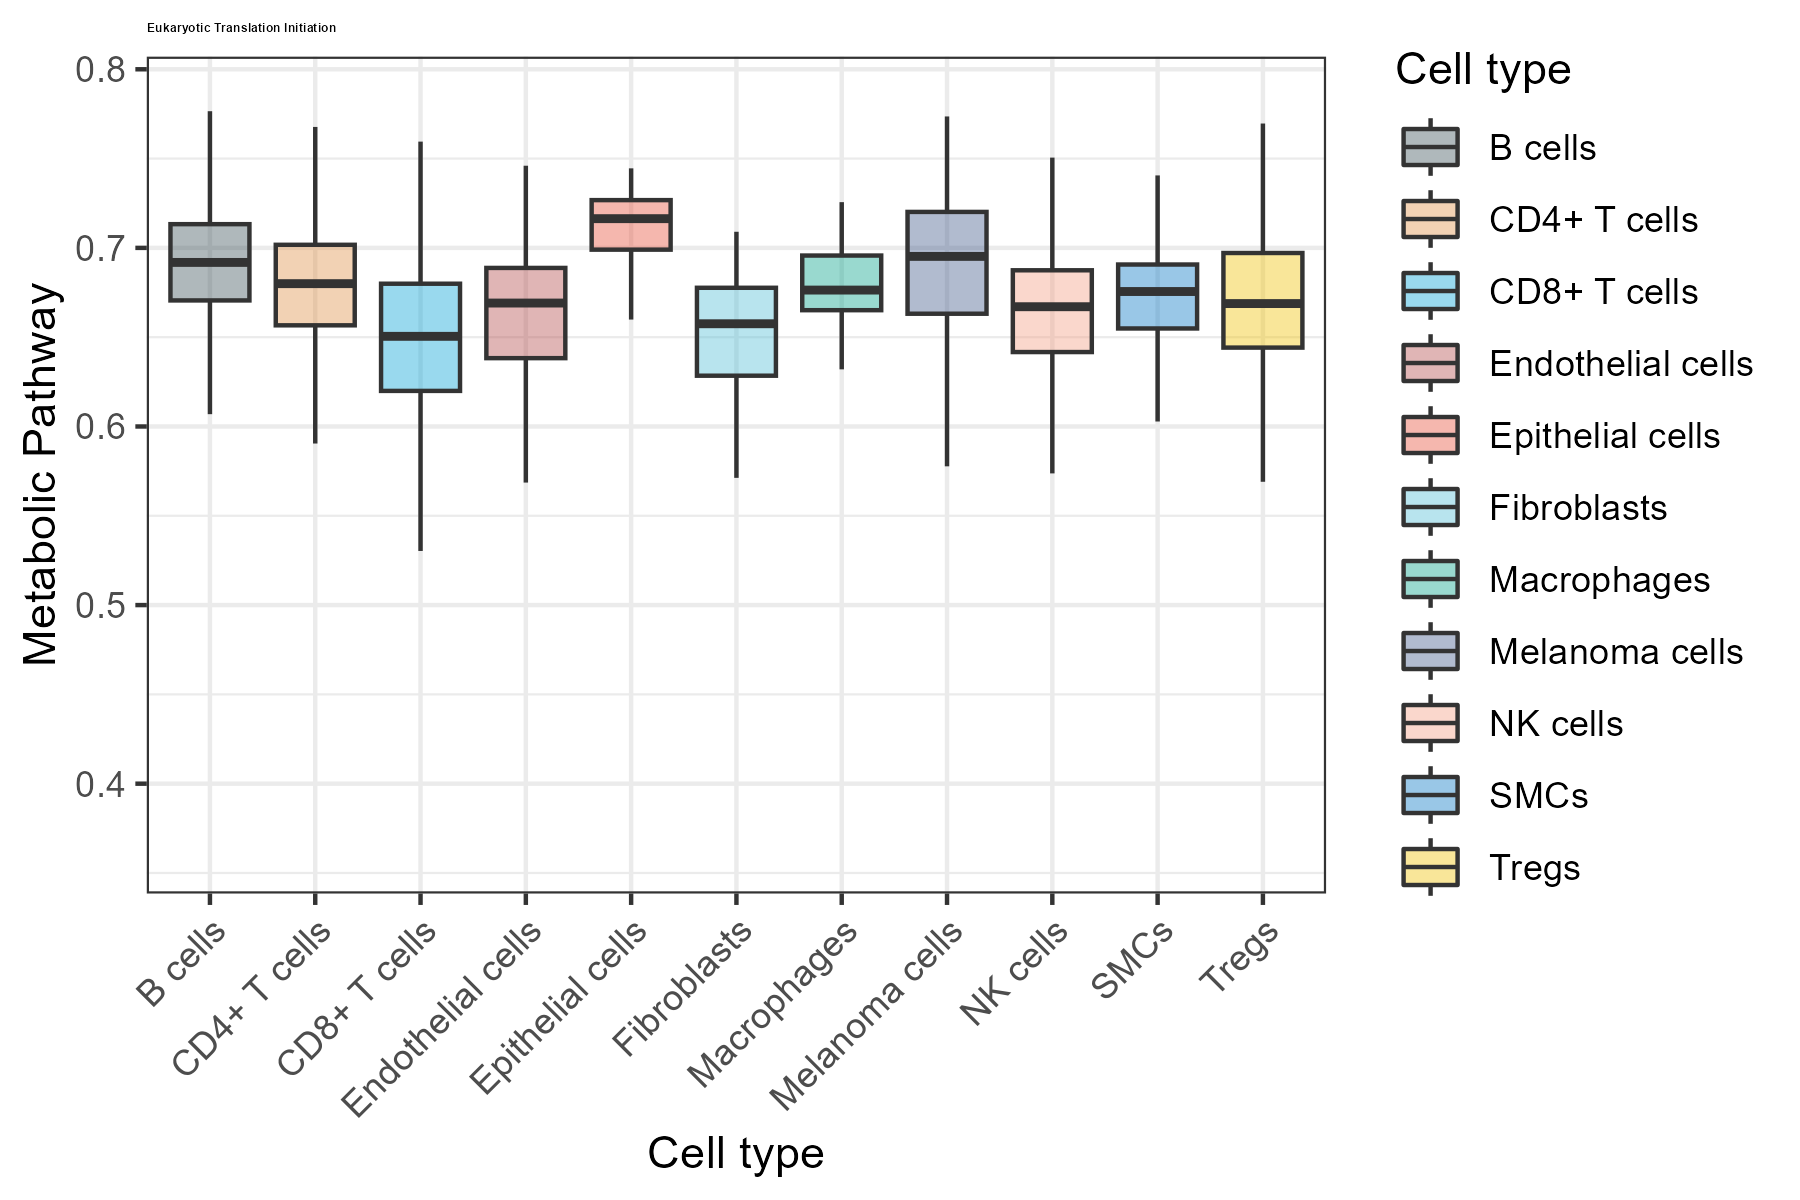 Eukaryotic Translation Initiation
Metabolic Pathway
0.8
0.7
0.6
0.5
0.4
B cells
CD4+ T cells
CD8+ T cells
Endothelial cells
Epithelial cells
Fibroblasts
Macrophages
Melanoma cells
NK cells
SMCs
Tregs
Cell type
Cell type
B cells
CD4+ T cells
CD8+ T cells
Endothelial cells
Epithelial cells
Fibroblasts
Macrophages
Melanoma cells
NK cells
SMCs
Tregs